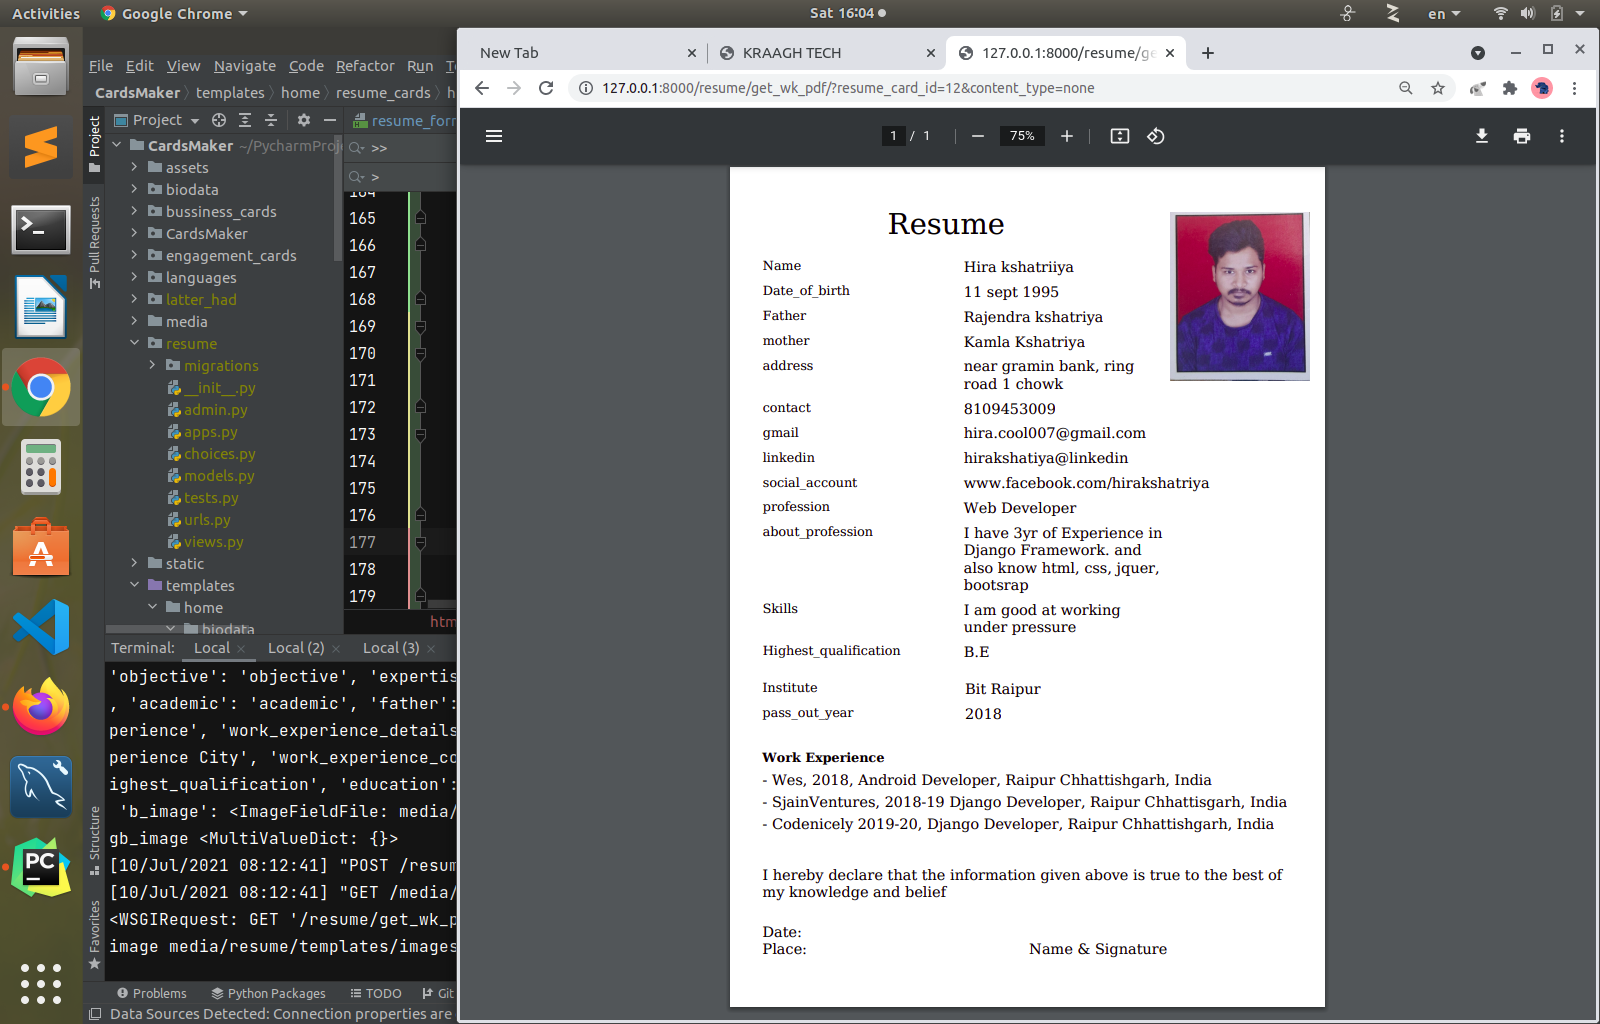 Activities
Google Chrome
Sat 16:04
en
File Edit View Navigate Code Refactor Run
CardsMaker templates home resume_cards
Project
resume_forr
Project
CardsMaker ~/PycharmProj
assets
biodata
bussiness_cards
CardsMaker
engagement_cards
languages
latter_had
media
resume
migrations
__init__.py
admin.py
apps.py
choices.py
models.py
tests.py
urls.py
views.py
static
templates
home
biodata
Pull Requests
Structure
Favorites
>>
>
164
165
166
167
168
169
170
171
172
173
174
175
176
177
178
179
htm
Terminal: Local × Local (2) × Local (3) ×
'objective': 'objective', 'expertis
, 'academic': 'academic', 'father':
perience', 'work_experience_details
perience City', 'work_experience_co
ighest_qualification', 'education':
'b_image': <ImageFieldFile: media/
gb_image <MultiValueDict: {}>
[10/Jul/2021 08:12:41] "POST /resum
[10/Jul/2021 08:12:41] "GET /media/
<WSGIRequest: GET '/resume/get_wk_p
image media/resume/templates/images
Problems Python Packages TODO Git
Data Sources Detected: Connection properties are
New Tab
KRAAGH TECH
127.0.0.1:8000/resume/ge
127.0.0.1:8000/resume/get_wk_pdf/?resume_card_id=12&content_type=none
1 / 1
75%
Resume
Name Hira kshatriiya
Date_of_birth 11 sept 1995
Father Rajendra kshatriya
mother Kamla Kshatriya
address near gramin bank, ring
road 1 chowk
contact 8109453009
gmail hira.cool007@gmail.com
linkedin hirakshatiya@linkedin
social_account www.facebook.com/hirakshatriya
profession Web Developer
about_profession I have 3yr of Experience in
Django Framework. and
also know html, css, jquer,
bootsrap
Skills I am good at working
under pressure
Highest_qualification B.E
Institute Bit Raipur
pass_out_year 2018
Work Experience
- Wes, 2018, Android Developer, Raipur Chhattishgarh, India
- SjainVentures, 2018-19 Django Developer, Raipur Chhattisgarh, India
- Codenicely 2019-20, Django Developer, Raipur Chhattishgarh, India
I hereby declare that the information given above is true to the best of
my knowledge and belief
Date:
Place: Name & Signature
PC